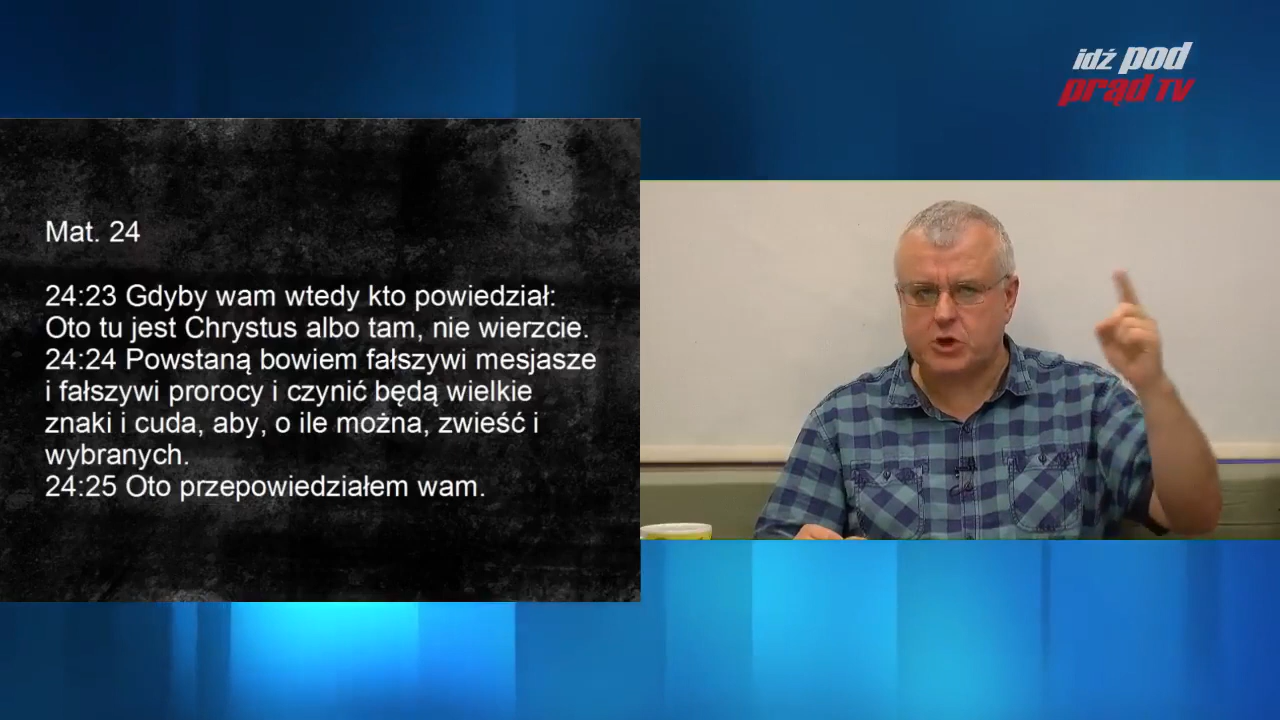 idź pod
prąd TV
Mat. 24
24:23 Gdyby wam wtedy kto powiedział:
Oto tu jest Chrystus albo tam, nie wierzcie.
24:24 Powstaną bowiem fałszywi mesjasze
i fałszywi prorocy i czynić będą wielkie
znaki i cuda, aby, o ile można, zwieść i
wybranych.
24:25 Oto przepowiedziałem wam.